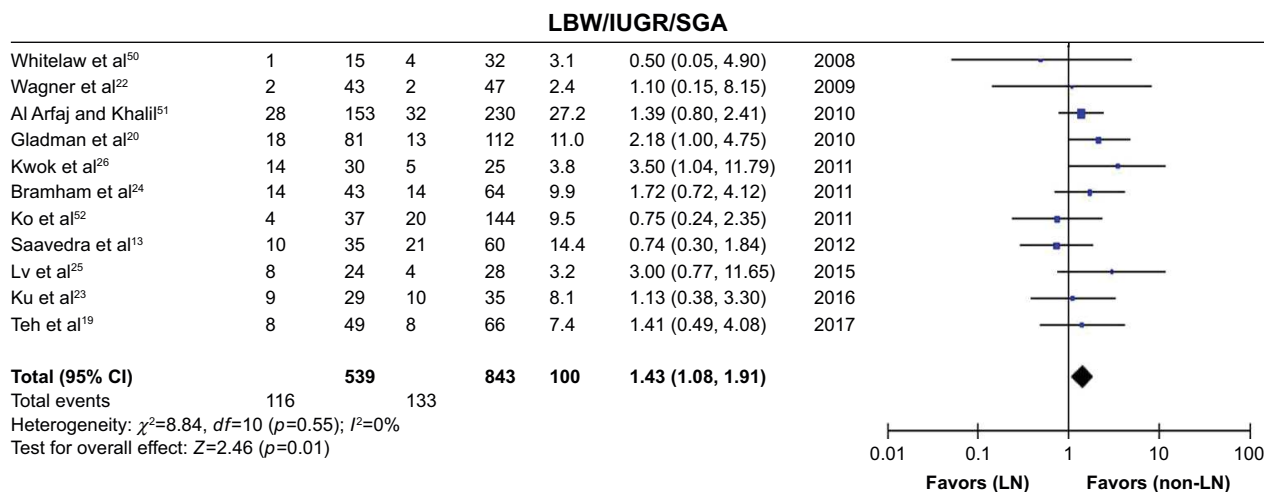 LBW/IUGR/SGA
Whitelaw et al⁵⁰ 1 15 4 32 3.1 0.50 (0.05, 4.90) 2008
Wagner et al²² 2 43 2 47 2.4 1.10 (0.15, 8.15) 2009
Al Arfaj and Khalil⁵¹ 28 153 32 230 27.2 1.39 (0.80, 2.41) 2010
Gladman et al²⁰ 18 81 13 112 11.0 2.18 (1.00, 4.75) 2010
Kwok et al²⁶ 14 30 5 25 3.8 3.50 (1.04, 11.79) 2011
Bramham et al²⁴ 14 43 14 64 9.9 1.72 (0.72, 4.12) 2011
Ko et al⁵² 4 37 20 144 9.5 0.75 (0.24, 2.35) 2011
Saavedra et al¹³ 10 35 21 60 14.4 0.74 (0.30, 1.84) 2012
Lv et al²⁵ 8 24 4 28 3.2 3.00 (0.77, 11.65) 2015
Ku et al²³ 9 29 10 35 8.1 1.13 (0.38, 3.30) 2016
Teh et al¹⁹ 8 49 8 66 7.4 1.41 (0.49, 4.08) 2017
Total (95% CI) 539 843 100 1.43 (1.08, 1.91)
Total events 116 133
Heterogeneity: χ²=8.84, df=10 (p=0.55); I²=0%
Test for overall effect: Z=2.46 (p=0.01)
0.01 0.1 1 10 100
Favors (LN) Favors (non-LN)